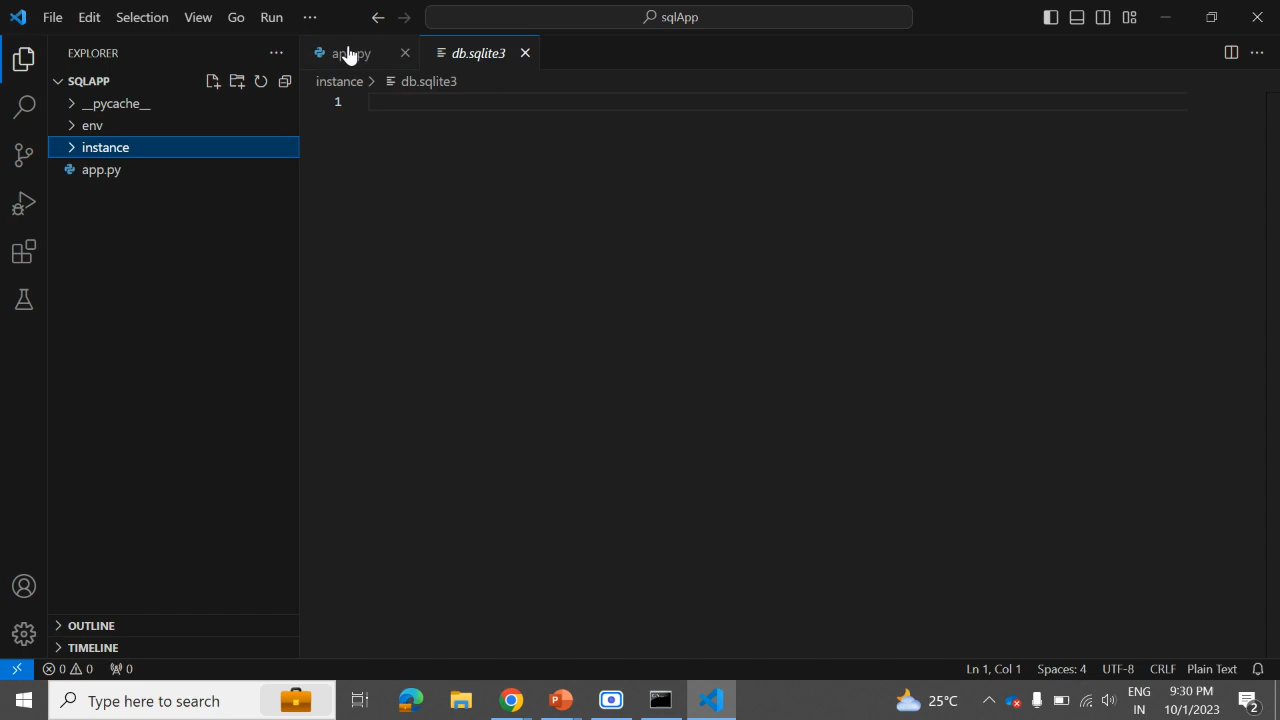 File Edit Selection View Go Run ··· sqlApp
EXPLORER ···
app.py db.sqlite3
SQLAPP
instance > db.sqlite3
1
__pycache__
env
instance
app.py
OUTLINE
TIMELINE
0 0 0 Ln 1, Col 1 Spaces: 4 UTF-8 CRLF Plain Text
Type here to search
25°C
ENG
IN
9:30 PM
10/1/2023
2